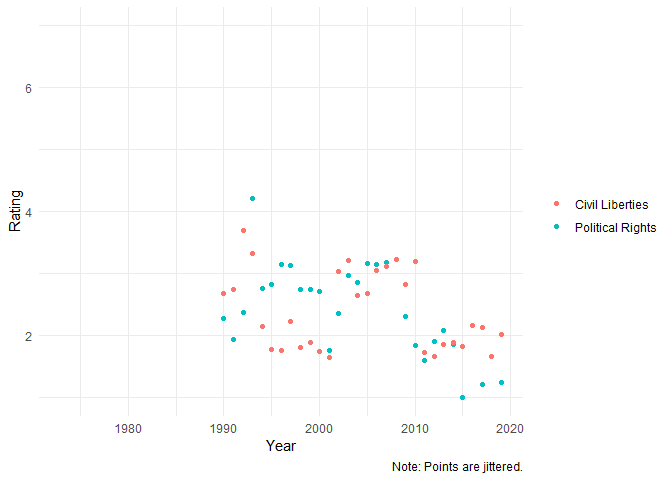 6
4
2
Rating
1980 1990 2000 2010 2020
Year
Civil Liberties
Political Rights
Note: Points are jittered.